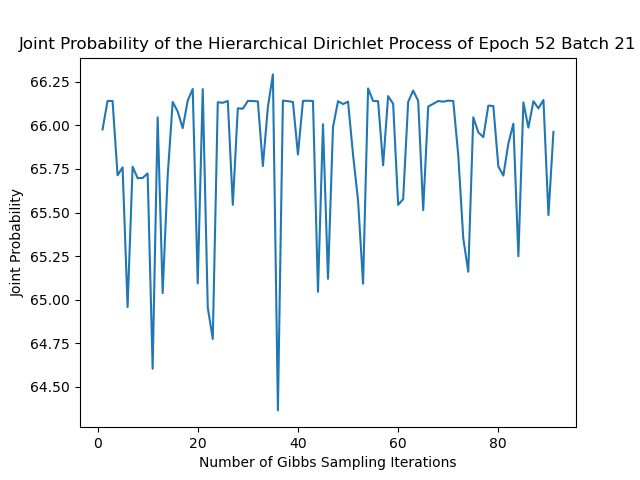 Joint Probability of the Hierarchical Dirichlet Process of Epoch 52 Batch 21
66.25
66.00
65.75
65.50
65.25
65.00
64.75
64.50
Joint Probability
0 20 40 60 80
Number of Gibbs Sampling Iterations